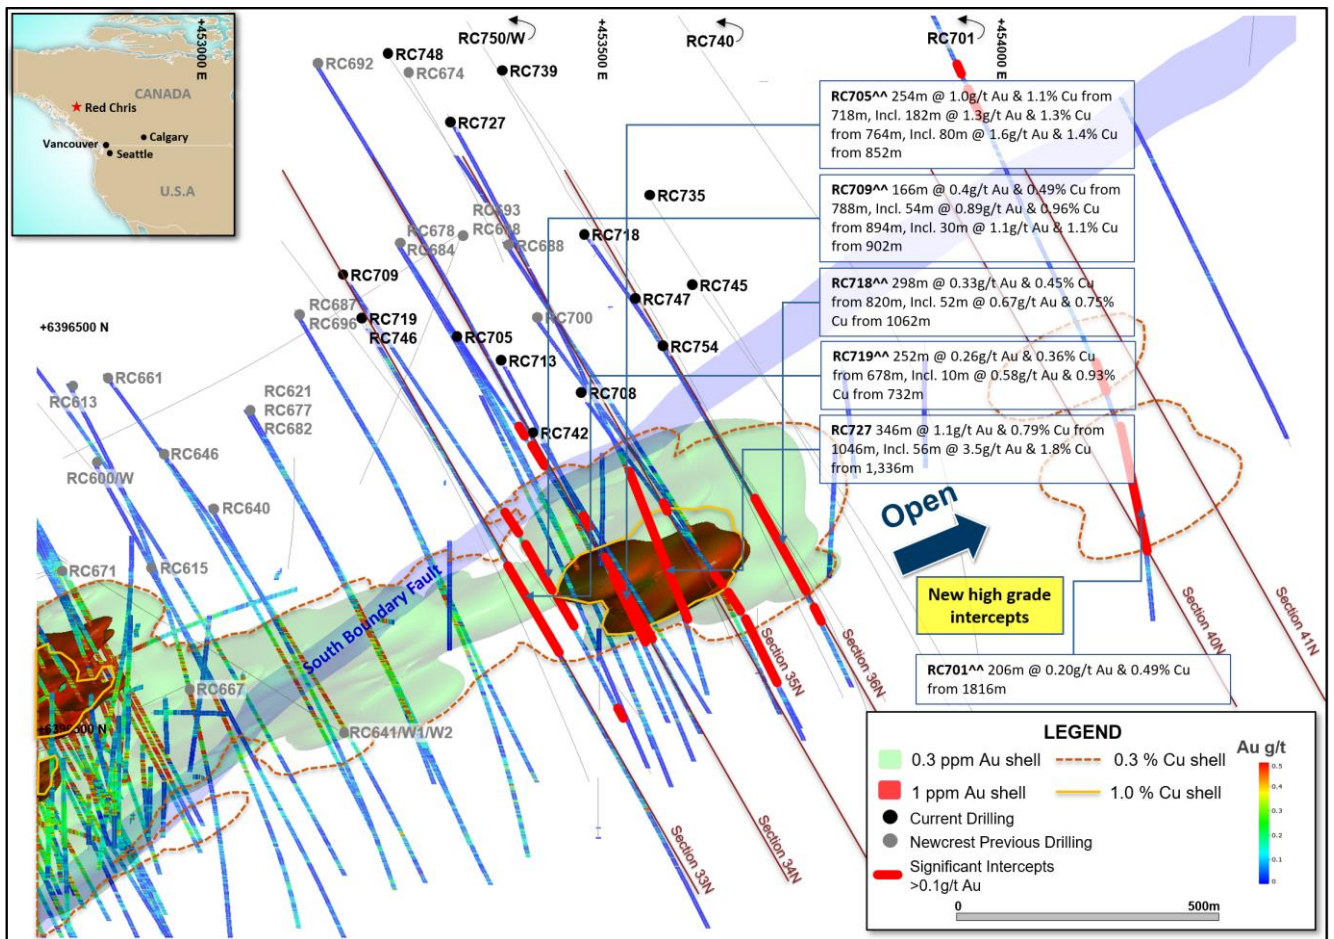 +453000 E
CANADA
Red Chris
Calgary
Vancouver
Seattle
U.S.A
RC750/W
+453500 E
RC740
RC701
+454000 E
RC692
RC748
RC674
RC739
RC727
RC735
RC693
RC678
RC684
RC688
RC718
RC709
RC745
RC747
RC687
RC696
RC719
RC746
RC700
+6396500 N
RC705
RC754
RC713
RC661
RC613
RC708
RC621
RC677
RC682
RC742
RC646
RC600/W
RC640
RC671
RC615
RC667
RC641/W1/W2
South Boundary Fault
RC705^^ 254m @ 1.0g/t Au & 1.1% Cu from
718m, Incl. 182m @ 1.3g/t Au & 1.3% Cu
from 764m, Incl. 80m @ 1.6g/t Au & 1.4% Cu
from 852m
RC709^^ 166m @ 0.4g/t Au & 0.49% Cu from
788m, Incl. 54m @ 0.89g/t Au & 0.96% Cu
from 894m, Incl. 30m @ 1.1g/t Au & 1.1% Cu
from 902m
RC718^^ 298m @ 0.33g/t Au & 0.45% Cu
from 820m, Incl. 52m @ 0.67g/t Au & 0.75%
Cu from 1062m
RC719^^ 252m @ 0.26g/t Au & 0.36% Cu
from 678m, Incl. 10m @ 0.58g/t Au & 0.93%
Cu from 732m
RC727 346m @ 1.1g/t Au & 0.79% Cu from
1046m, Incl. 56m @ 3.5g/t Au & 1.8% Cu
from 1,336m
Open
New high grade
intercepts
RC701^^ 206m @ 0.20g/t Au & 0.49% Cu
from 1816m
Section 33N
Section 34N
Section 35N
Section 36N
Section 40N
Section 41N
LEGEND
0.3 ppm Au shell
0.3 % Cu shell
1 ppm Au shell
1.0 % Cu shell
Current Drilling
Newcrest Previous Drilling
Significant Intercepts
>0.1g/t Au
Au g/t
0.5
0.4
0.3
0.2
0.1
0
0
500m